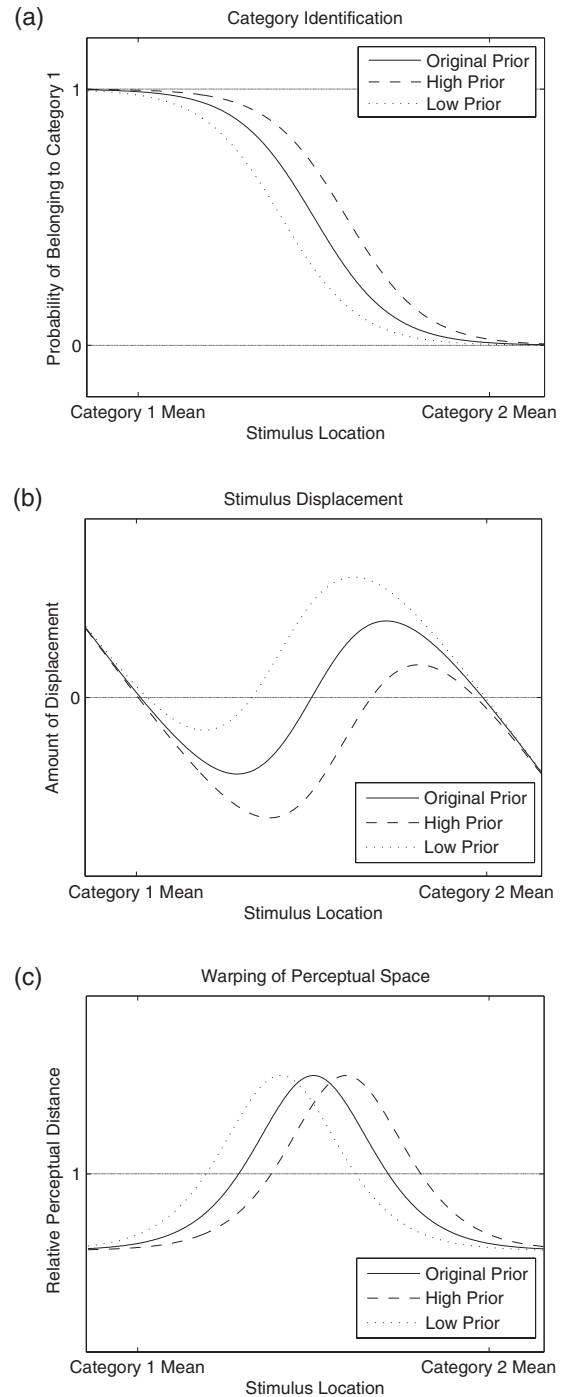 (a)
Category Identification
Original Prior
High Prior
Low Prior
Probability of Belonging to Category 1
1
0
Category 1 Mean
Category 2 Mean
Stimulus Location
(b)
Stimulus Displacement
Amount of Displacement
0
Original Prior
High Prior
Low Prior
Category 1 Mean
Category 2 Mean
Stimulus Location
(c)
Warping of Perceptual Space
Relative Perceptual Distance
1
Original Prior
High Prior
Low Prior
Category 1 Mean
Category 2 Mean
Stimulus Location